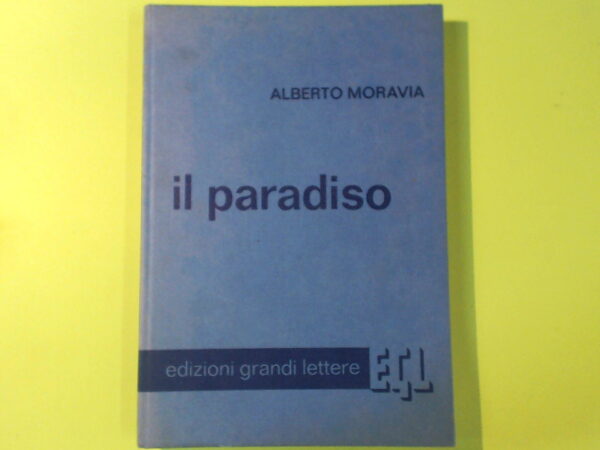 ALBERTO MORAVIA
il paradiso
edizioni grandi lettere EGL